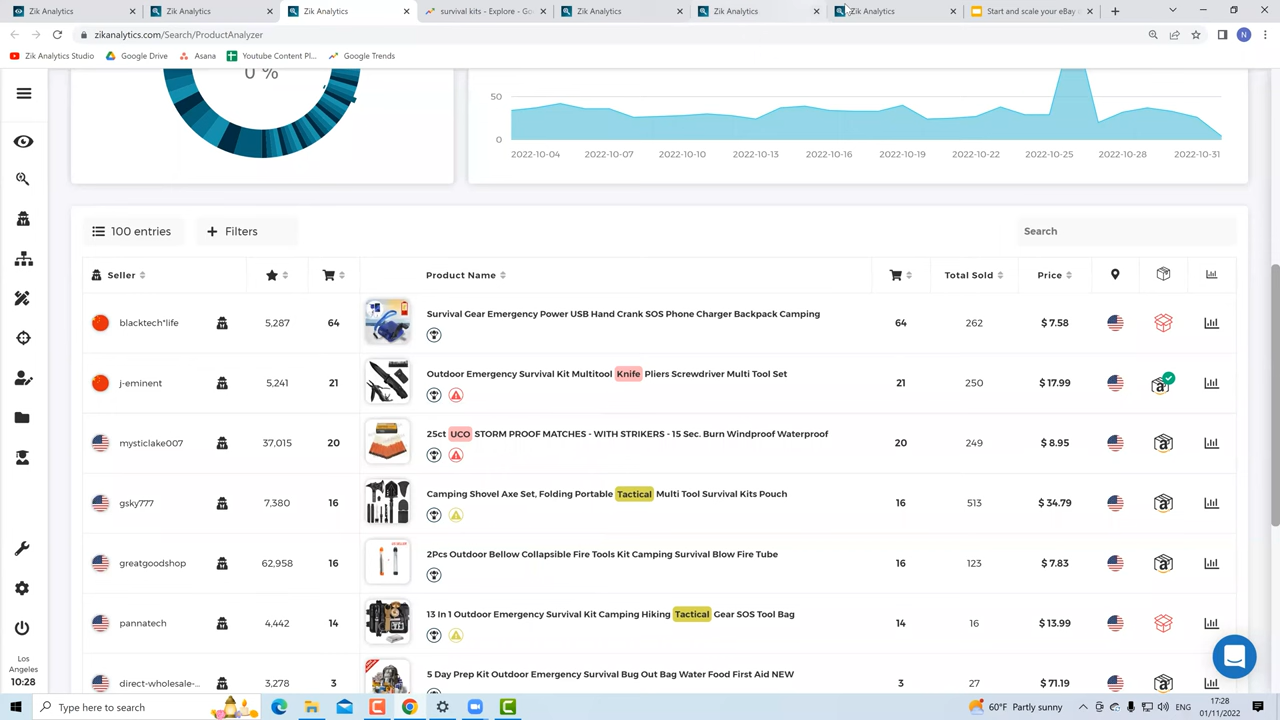 Zik Analytics
Zik Analytics
Zik Analytics
survival kits - Explore - Go
Zik Analytics
Zik Analytics
Zik Analytics
Start and scale your eBay
zikanalytics.com/Search/ProductAnalyzer
N
Zik Analytics Studio
Google Drive
Asana
Youtube Content Pl...
Google Trends
0 %
50
0
2022-10-04 2022-10-07 2022-10-10 2022-10-13 2022-10-16 2022-10-19 2022-10-22 2022-10-25 2022-10-28 2022-10-31
100 entries
+ Filters
Search
Seller Product Name Total Sold Price
blacktech*life 5,287 64 Survival Gear Emergency Power USB Hand Crank SOS Phone Charger Backpack Camping 64 262 $ 7.58
j-eminent 5,241 21 Outdoor Emergency Survival Kit Multitool Knife Pliers Screwdriver Multi Tool Set 21 250 $ 17.99
mysticlake007 37,015 20 25ct UCO STORM PROOF MATCHES - WITH STRIKERS - 15 Sec. Burn Windproof Waterproof 20 249 $ 8.95
gsky777 7,380 16 Camping Shovel Axe Set, Folding Portable Tactical Multi Tool Survival Kits Pouch 16 513 $ 34.79
greatgoodshop 62,958 16 2Pcs Outdoor Bellow Collapsible Fire Tools Kit Camping Survival Blow Fire Tube 16 123 $ 7.83
pannatech 4,442 14 13 In 1 Outdoor Emergency Survival Kit Camping Hiking Tactical Gear SOS Tool Bag 14 16 $ 13.99
direct-wholesale-... 3,278 3 5 Day Prep Kit Outdoor Emergency Survival Bug Out Bag Water Food First Aid NEW 3 27 $ 71.19
Los
Angeles
10:28
Type here to search
60°F Partly sunny
ENG
17:28
01/11/2022